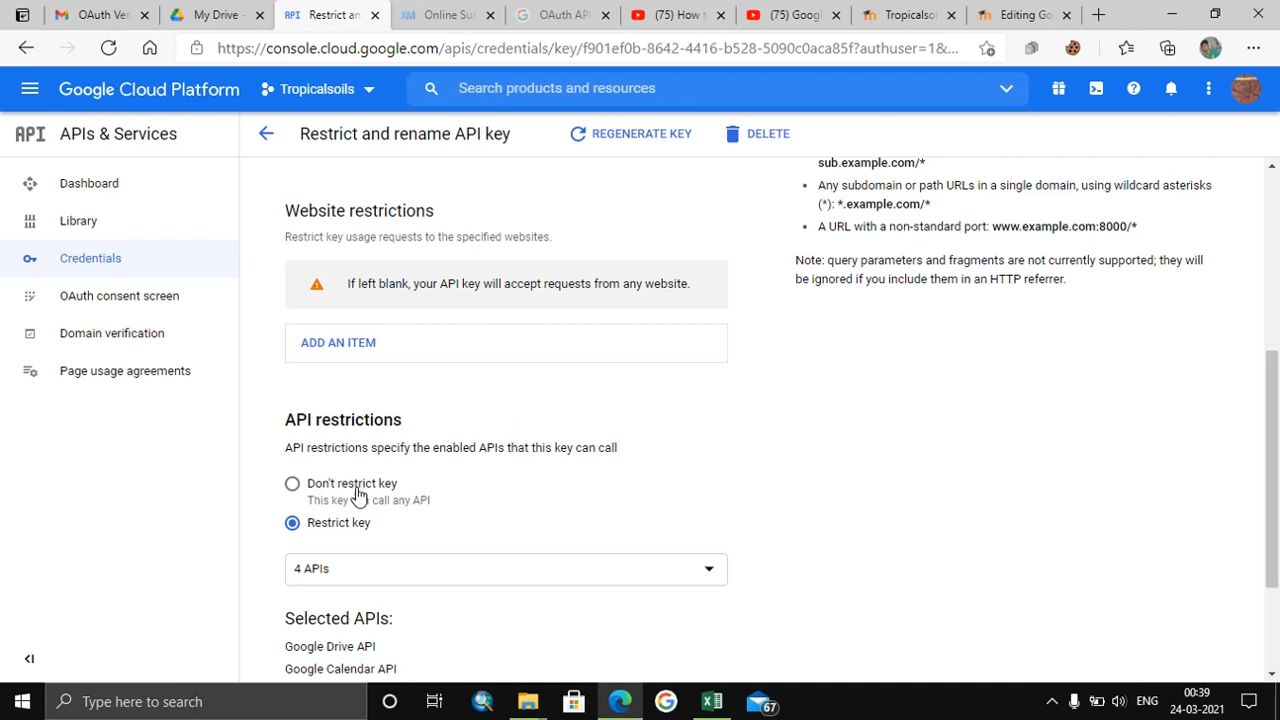 OAuth Ver
My Drive -
API
Restrict an
XM
Online Su
OAuth API
(75) How t
(75) Googl
Tropicalso
Editing Go
https://console.cloud.google.com/apis/credentials/key/f901ef0b-8642-4416-b528-5090c0aca85f?authuser=1&...
Google Cloud Platform
Tropicalsoils
Search products and resources
API
APIs & Services
Restrict and rename API key
REGENERATE KEY
DELETE
Dashboard
Library
Credentials
OAuth consent screen
Domain verification
Page usage agreements
sub.example.com/*
• Any subdomain or path URLs in a single domain, using wildcard asterisks
(*): *.example.com/*
• A URL with a non-standard port: www.example.com:8000/*
Note: query parameters and fragments are not currently supported; they will
be ignored if you include them in an HTTP referrer.
Website restrictions
Restrict key usage requests to the specified websites.
If left blank, your API key will accept requests from any website.
ADD AN ITEM
API restrictions
API restrictions specify the enabled APIs that this key can call
Don't restrict key
This key call any API
Restrict key
4 APIs
Selected APIs:
Google Drive API
Google Calendar API
Type here to search
67
ENG
00:39
24-03-2021